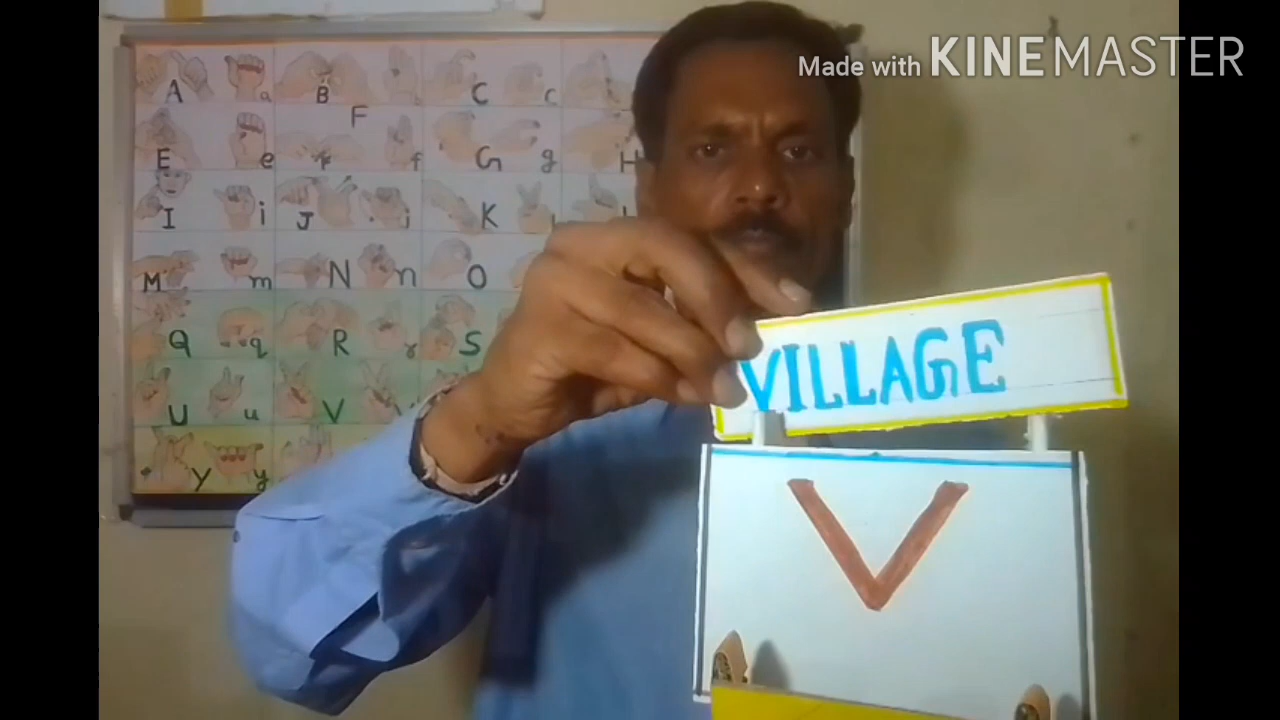 Made with KINEMASTER
A a B C c
F
E e f G g H
I i J j K
M m N n O
Q q R r S
U u V
Y y
VILLAGE
V